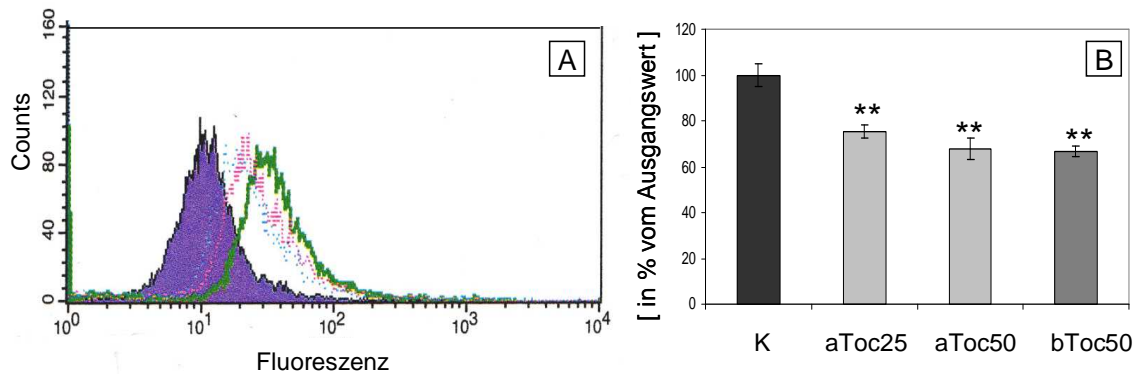 A
Counts
160
120
80
40
0
10^0 10^1 10^2 10^3 10^4
Fluoreszenz
B
[ in % vom Ausgangswert ]
120
100
80
60
40
20
0
** ** **
K aToc25 aToc50 bToc50